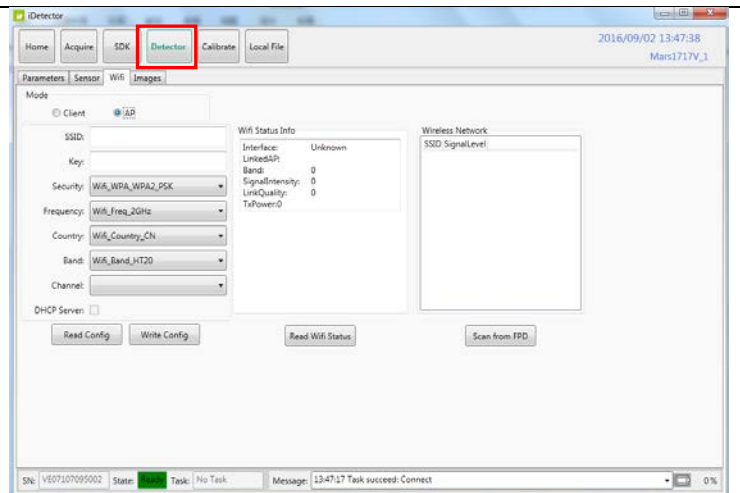 iDetector
Home Acquire SDK Detector Calibrate Local File
2016/09/02 13:47:38
Mars1717V_1
Parameters Sensor Wifi Images
Mode
Client AP
SSID:
Key:
Security: Wifi_WPA_WPA2_PSK
Frequency: Wifi_Freq_2GHz
Country: Wifi_Country_CN
Band: Wifi_Band_HT20
Channel:
DHCP Server:
Read Config Write Config
Wifi Status Info
Interface: Unknown
LinkedAP:
Band: 0
SignalIntensity: 0
LinkQuality: 0
TxPower:0
Read Wifi Status
Wireless Network
SSID SignalLevel
Scan from FPD
SN: VE07107095002 State: Ready Task: No Task Message: 13:47:17 Task succeed: Connect 0%